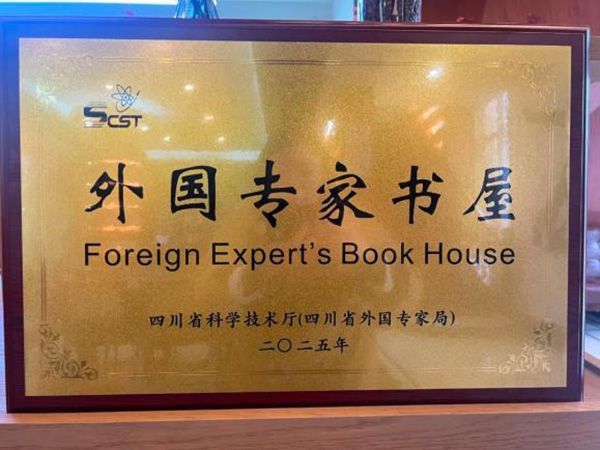 SCST
外国专家书屋
Foreign Expert's Book House
四川省科学技术厅(四川省外国专家局)
二〇二五年